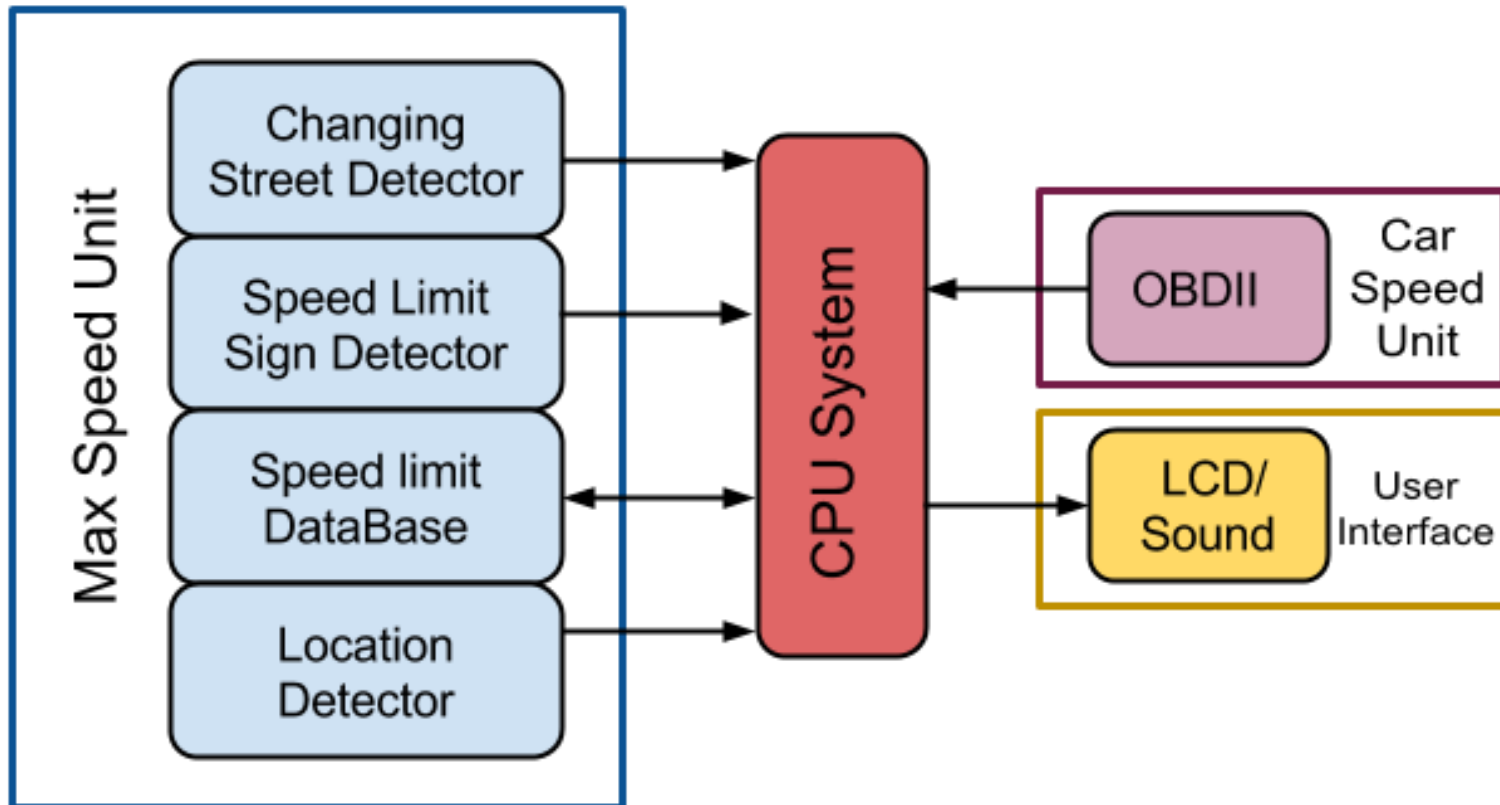 Max Speed Unit
Changing
Street Detector
Speed Limit
Sign Detector
Speed limit
DataBase
Location
Detector
CPU System
OBDII
Car
Speed
Unit
LCD/
Sound
User
Interface